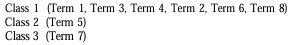 Class 1 (Term 1, Term 3, Term 4, Term 2, Term 6, Term 8)
Class 2 (Term 5)
Class 3 (Term 7)